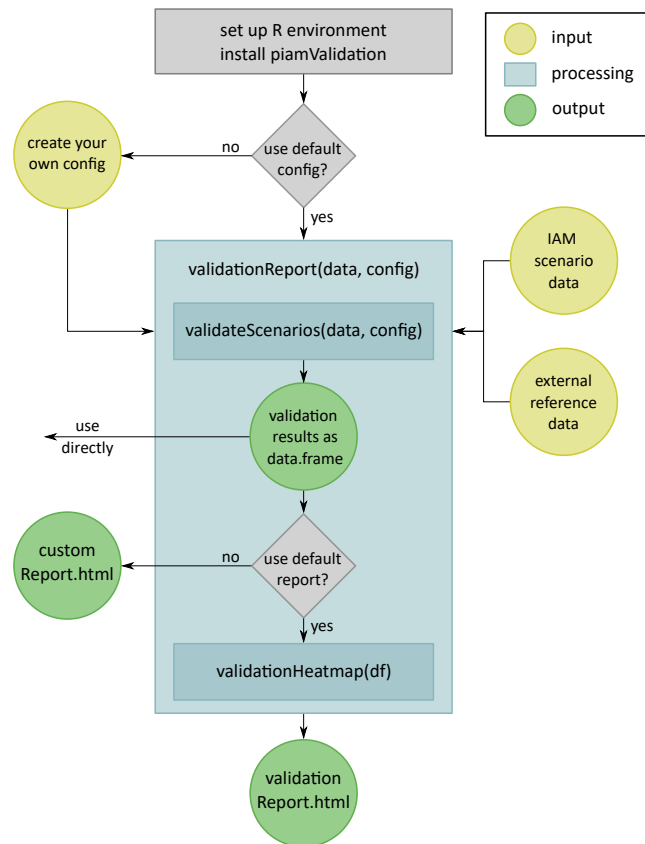 set up R environment
install piamValidation
input
processing
output
use default
config?
no
yes
create your
own config
validationReport(data, config)
IAM
scenario
data
validateScenarios(data, config)
external
reference
data
validation
results as
data.frame
use
directly
use default
report?
no
yes
custom
Report.html
validationHeatmap(df)
validation
Report.html